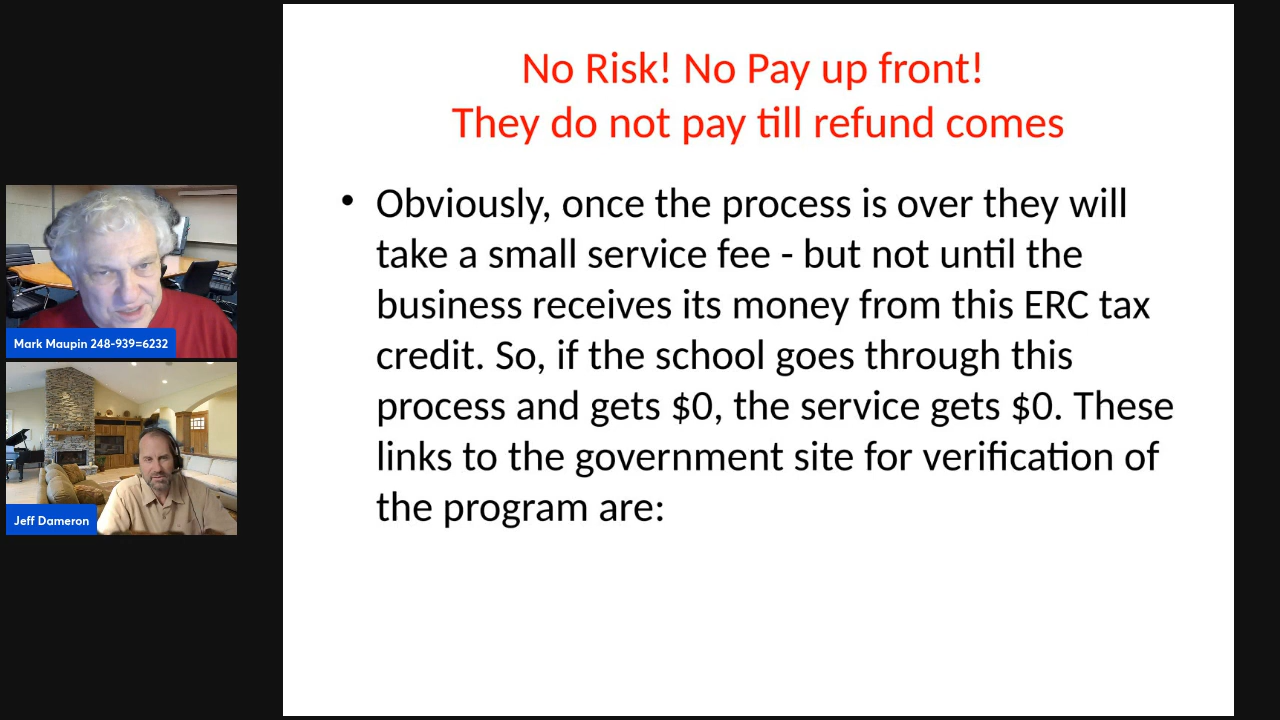 No Risk! No Pay up front!
They do not pay till refund comes
• Obviously, once the process is over they will
take a small service fee - but not until the
business receives its money from this ERC tax
credit. So, if the school goes through this
process and gets $0, the service gets $0. These
links to the government site for verification of
the program are:
Mark Maupin 248-939=6232
Jeff Dameron